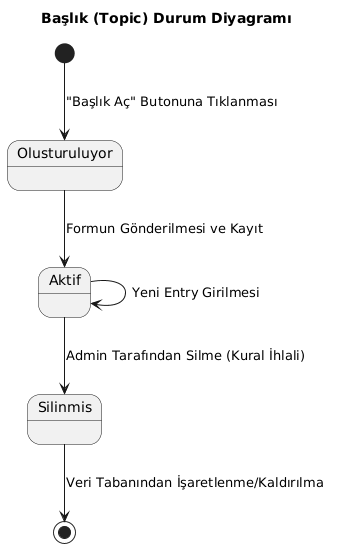 Başlık (Topic) Durum Diyagramı
"Başlık Aç" Butonuna Tıklanması
Olusturuluyor
Formun Gönderilmesi ve Kayıt
Aktif
Yeni Entry Girilmesi
Admin Tarafından Silme (Kural İhlali)
Silinmis
Veri Tabanından İşaretlenme/Kaldırılma